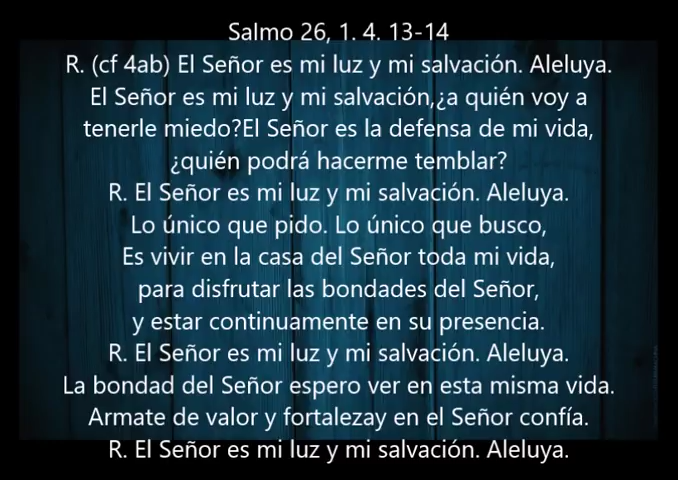 Salmo 26, 1. 4. 13-14
R. (cf 4ab) El Señor es mi luz y mi salvación. Aleluya.
El Señor es mi luz y mi salvación,¿a quién voy a
tenerle miedo?El Señor es la defensa de mi vida,
¿quién podrá hacerme temblar?
R. El Señor es mi luz y mi salvación. Aleluya.
Lo único que pido. Lo único que busco,
Es vivir en la casa del Señor toda mi vida,
para disfrutar las bondades del Señor,
y estar continuamente en su presencia.
R. El Señor es mi luz y mi salvación. Aleluya.
La bondad del Señor espero ver en esta misma vida.
Armate de valor y fortalezay en el Señor confía.
R. El Señor es mi luz y mi salvación. Aleluya.